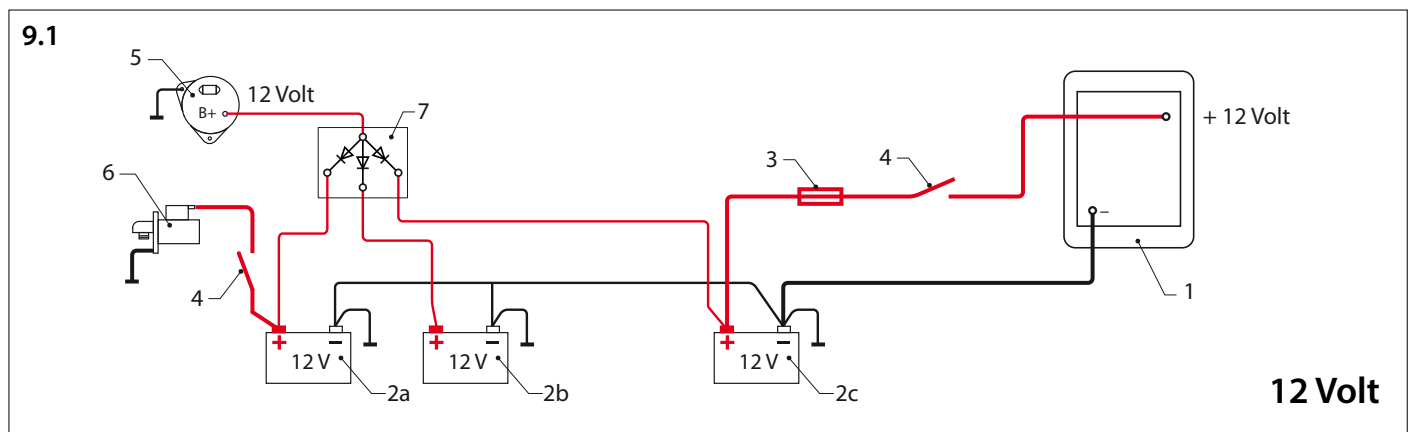 9.1
5
12 Volt
B+
7
6
4
3
4
+ 12 Volt
–
1
+ –
12 V
2a
+ –
12 V
2b
+ –
12 V
2c
12 Volt